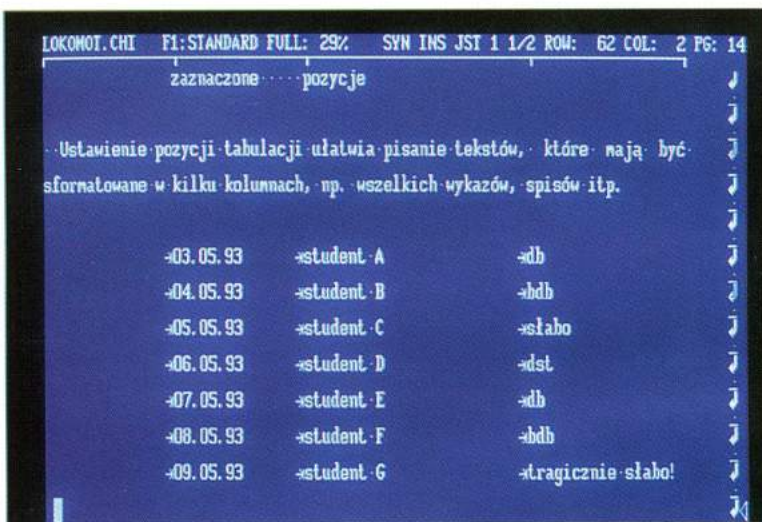 LOKOMOT.CHI F1:STANDARD FULL: 29% SYN INS JST 1 1/2 ROW: 62 COL: 2 PG: 14
zaznaczone·····pozycje
··Ustawienie·pozycji·tabulacji·ułatwia·pisanie·tekstów,··które··mają··być·
sformatowane·w·kilku·kolumnach,·np.·wszelkich·wykazów,·spisów·itp.
→03.05.93 →student·A →db
→04.05.93 →student·B →bdb
→05.05.93 →student·C →słabo
→06.05.93 →student·D →dst
→07.05.93 →student·E →db
→08.05.93 →student·F →bdb
→09.05.93 →student·G →tragicznie·słabo!